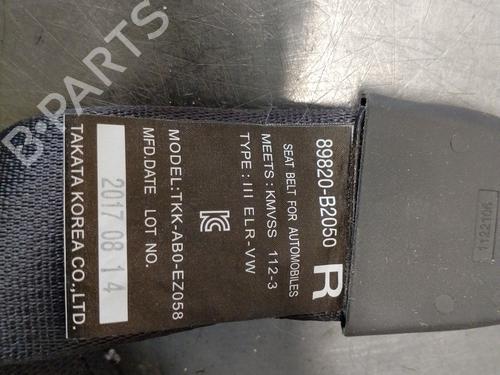 89820-B2050
R
SEAT BELT FOR AUTOMOBILES
MEETS : KMVSS 112-3
TYPE : III ELR-VW
MODEL:TKK-AB0-EZ058
MFD.DATE LOT NO.
2017 08 14
TAKATA KOREA CO.,LTD.
B-PARTS